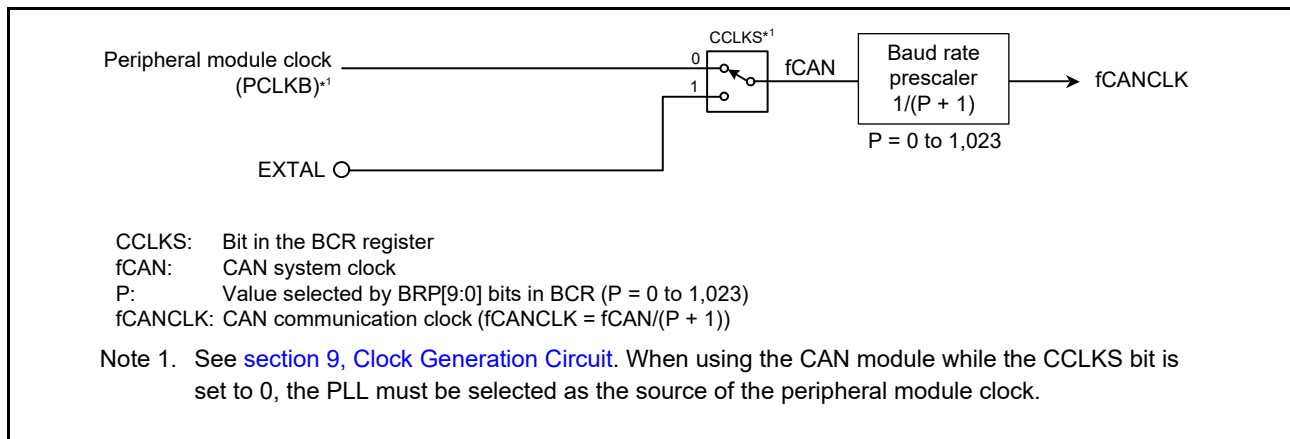 CCLKS*1
Peripheral module clock
(PCLKB)*1
0
1
fCAN
Baud rate
prescaler
1/(P + 1)
fCANCLK
P = 0 to 1,023
EXTAL
CCLKS: Bit in the BCR register
fCAN: CAN system clock
P: Value selected by BRP[9:0] bits in BCR (P = 0 to 1,023)
fCANCLK: CAN communication clock (fCANCLK = fCAN/(P + 1))
Note 1. See section 9, Clock Generation Circuit. When using the CAN module while the CCLKS bit is
set to 0, the PLL must be selected as the source of the peripheral module clock.